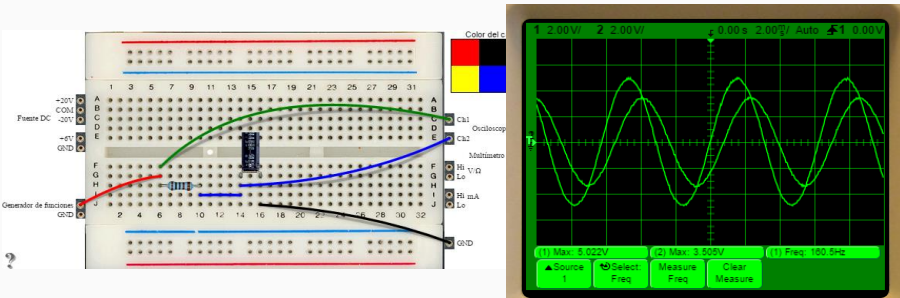 Color del c
1 3 5 7 9 11 13 15 17 19 21 23 25 27 29 31
A A
B B
C C
D D
E E
F F
G G
H H
I I
J J
2 4 6 8 10 12 14 16 18 20 22 24 26 28 30 32
Fuente DC
+20V
COM
-20V
+6V
GND
Generador de funciones
GND
Ch1
Osciloscop
Ch2
Multímetro
Hi
V/Ω
Lo
Hi mA
Lo
GND
?
1 2.00V/ 2 2.00V/ 0.00s Auto 1 0.00V
(1) Max: 5.022V (2) Max: 3.505V (1) Freq: 160.5Hz
Source
1
Select:
Freq
Measure
Freq
Clear
Measure